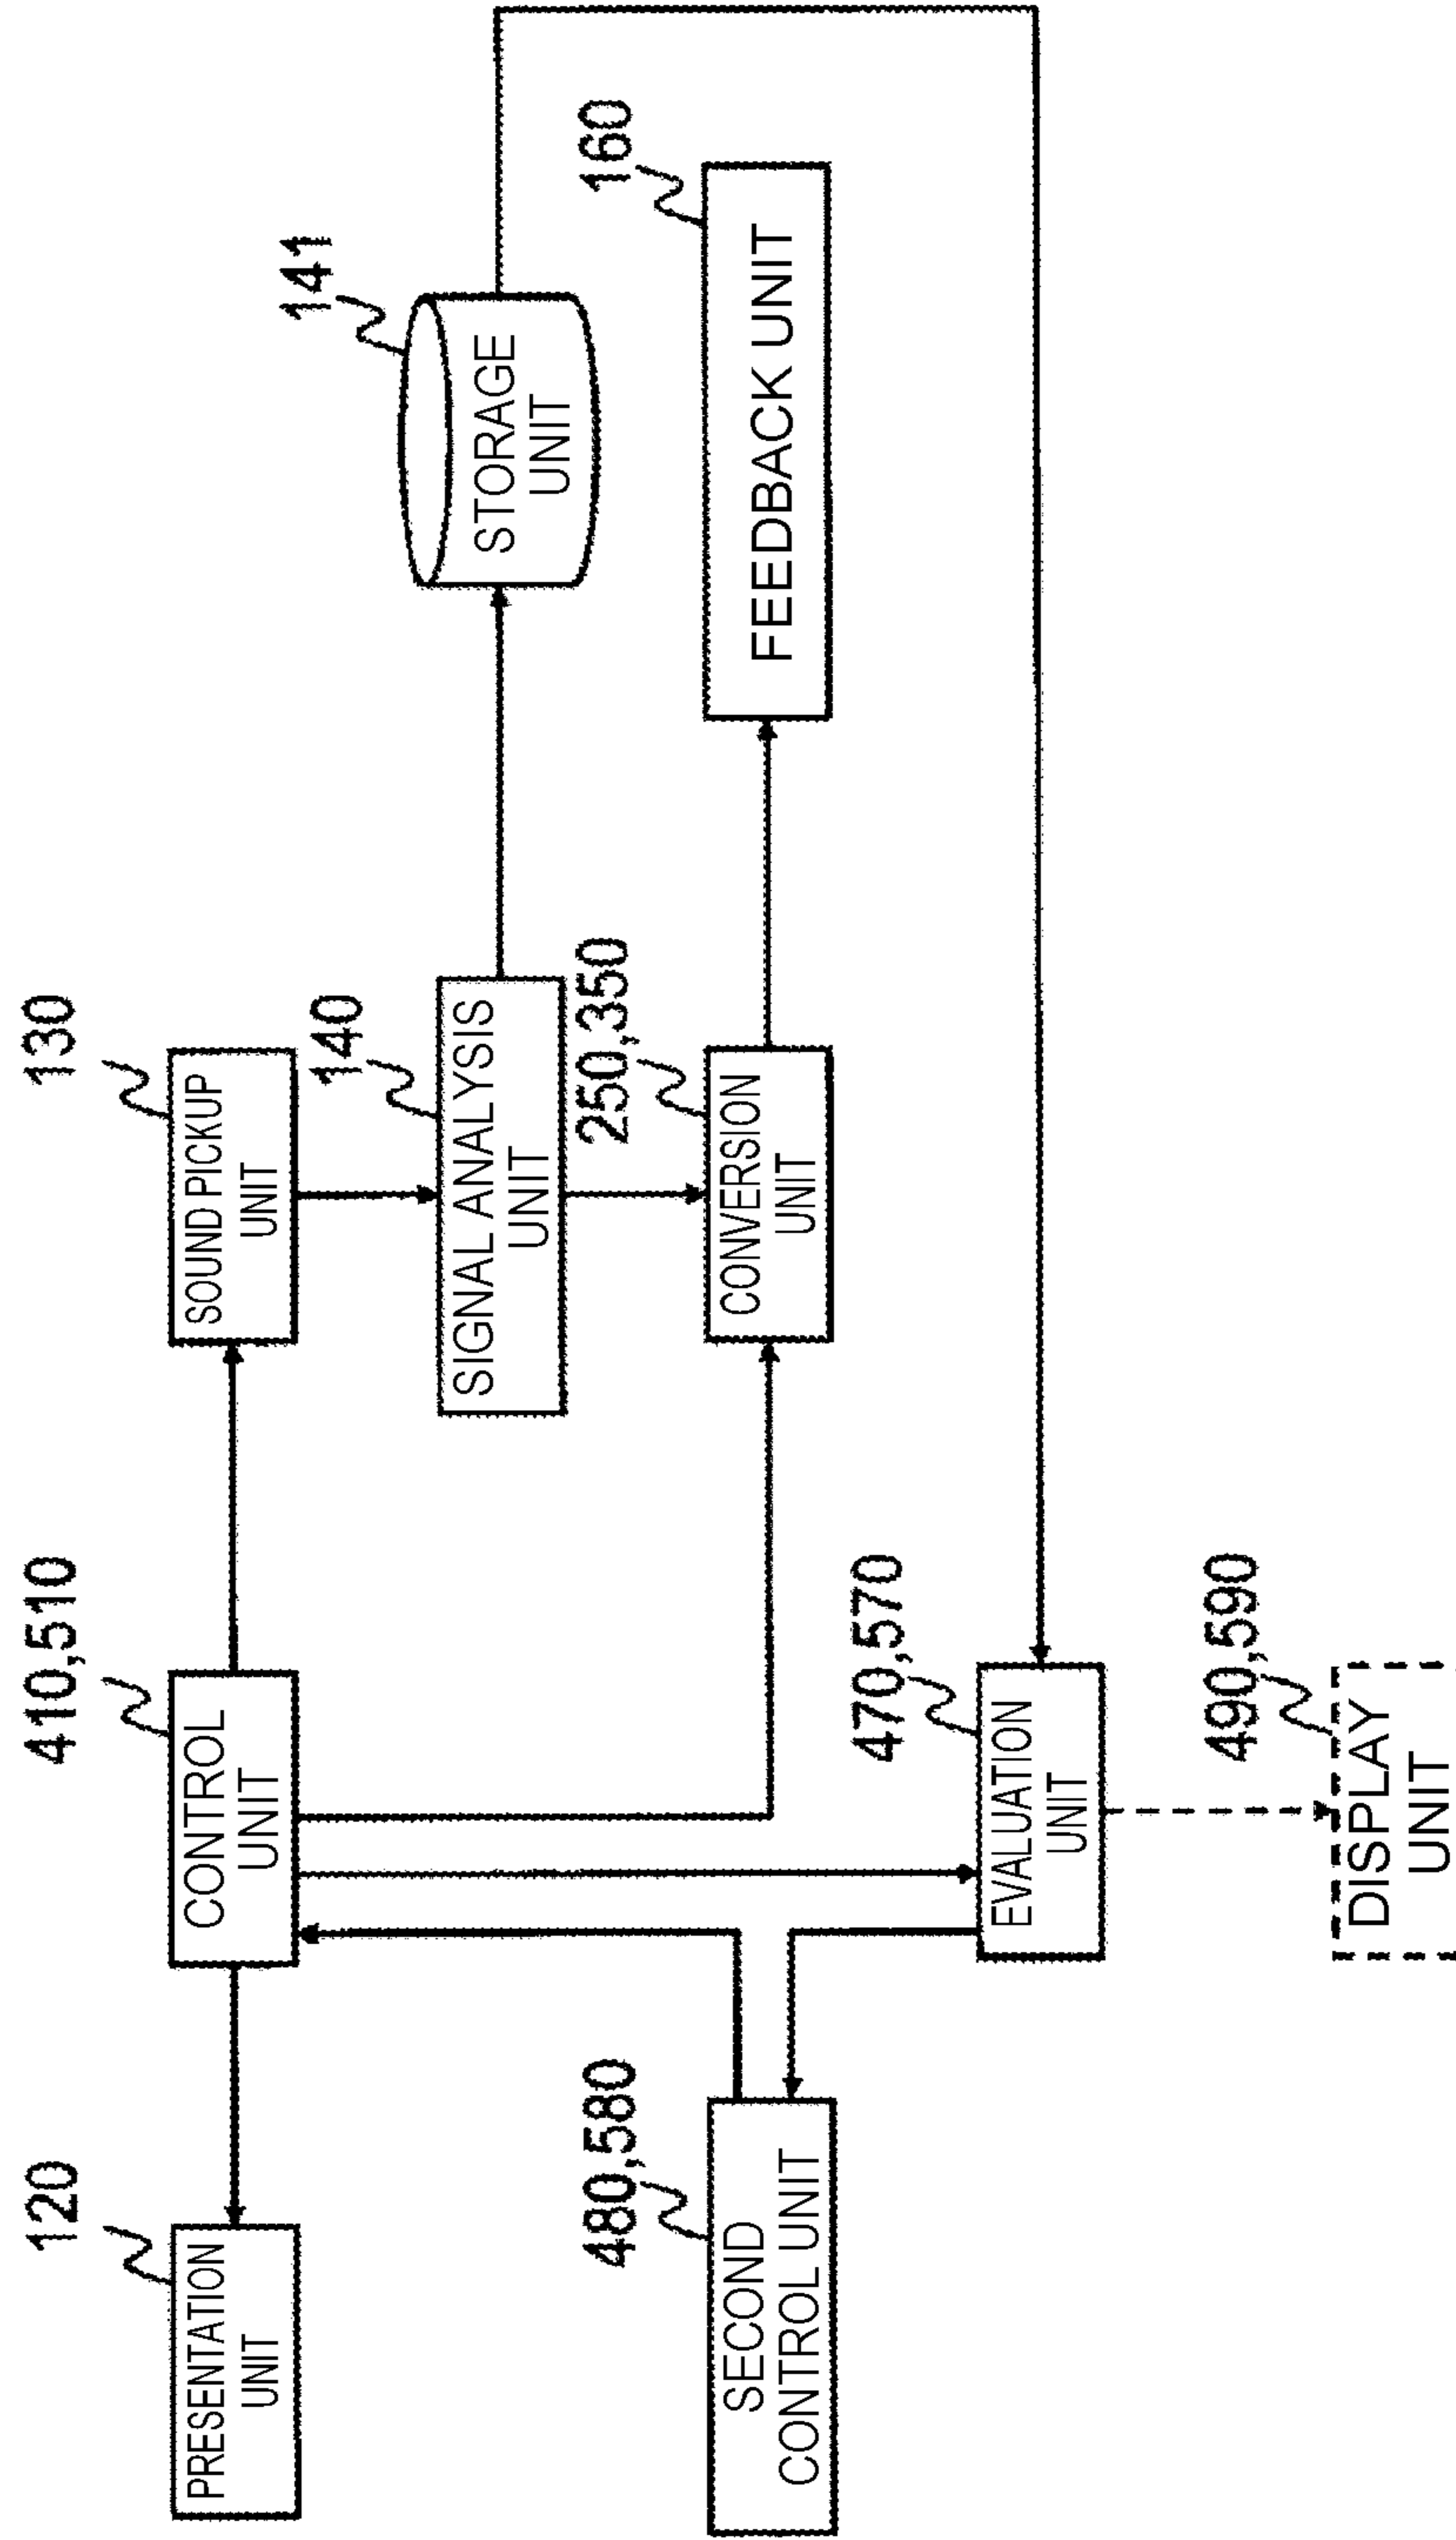 120
PRESENTATION
UNIT
410,510
CONTROL
UNIT
130
SOUND PICKUP
UNIT
140
SIGNAL ANALYSIS
UNIT
141
STORAGE
UNIT
480,580
SECOND
CONTROL UNIT
250,350
CONVERSION
UNIT
160
FEEDBACK UNIT
470,570
EVALUATION
UNIT
490,590
DISPLAY
UNIT